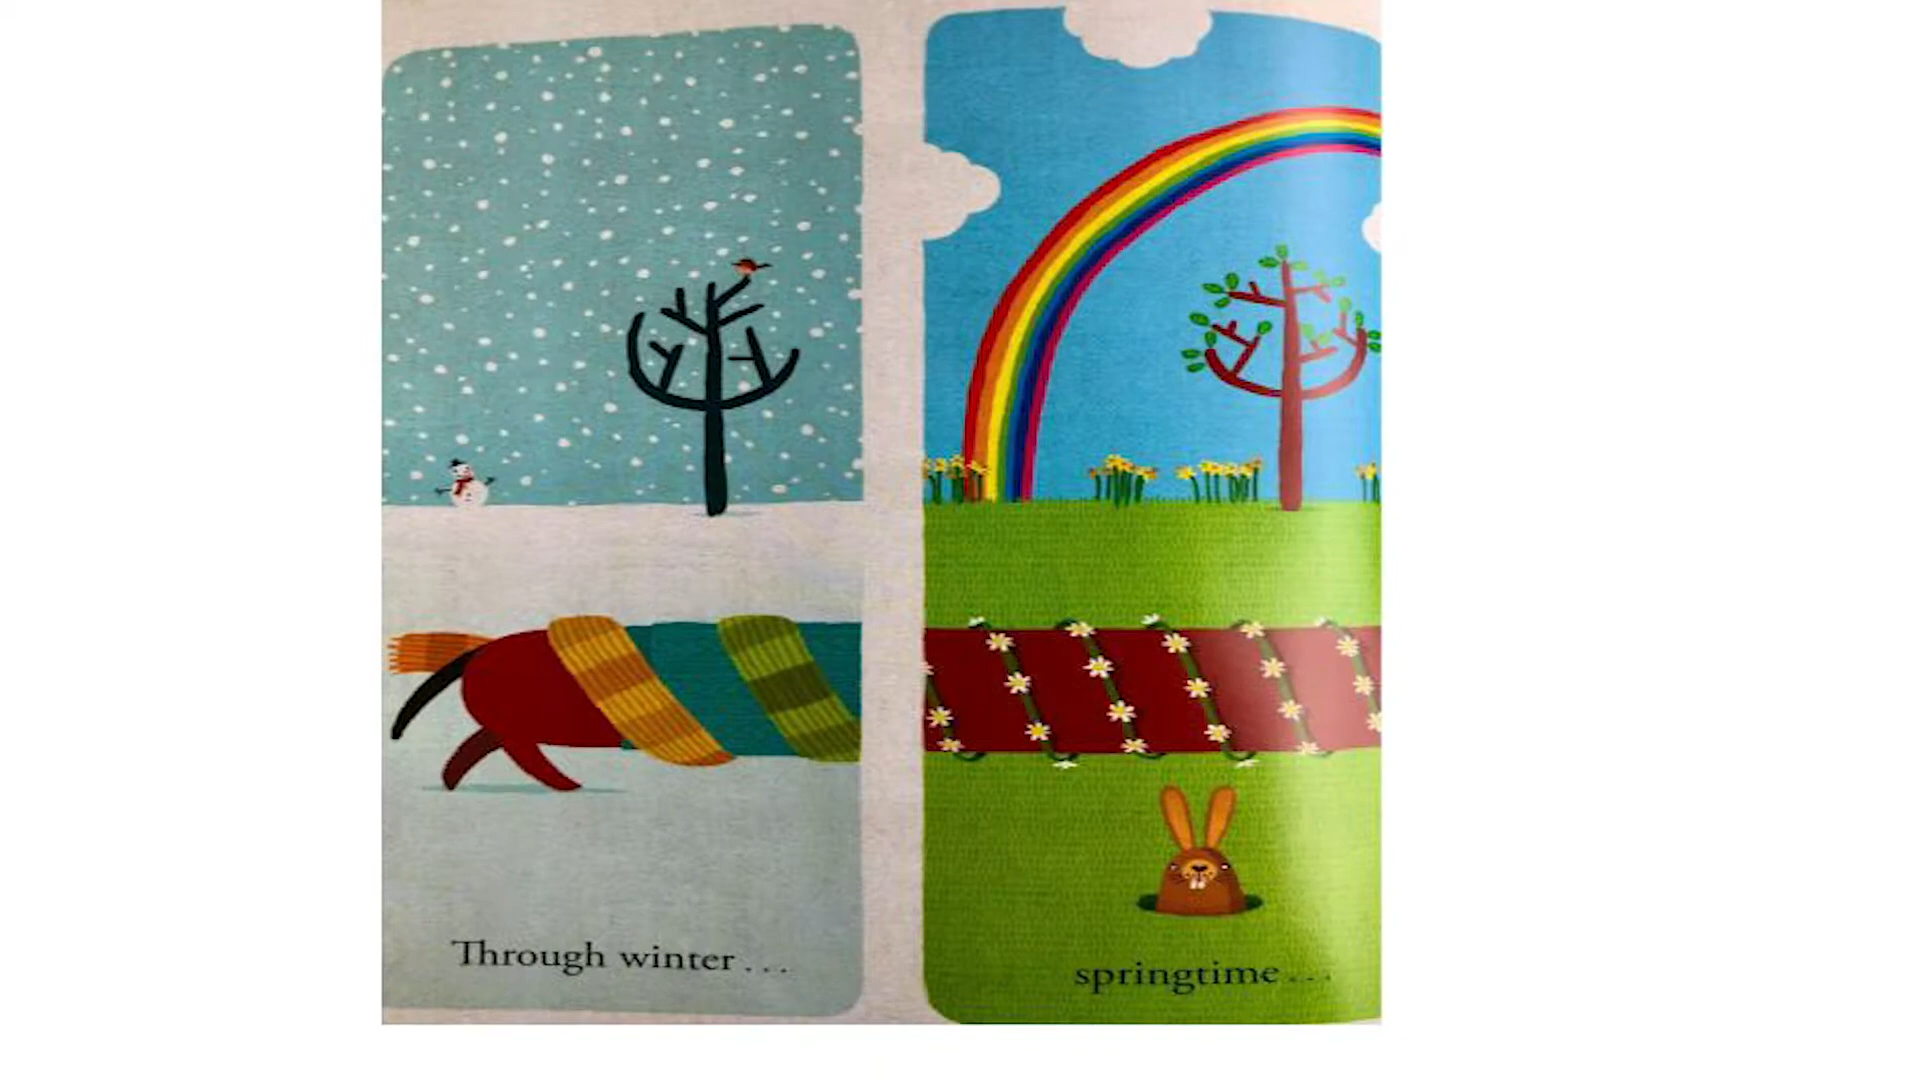 Through winter . . .
springtime . . .